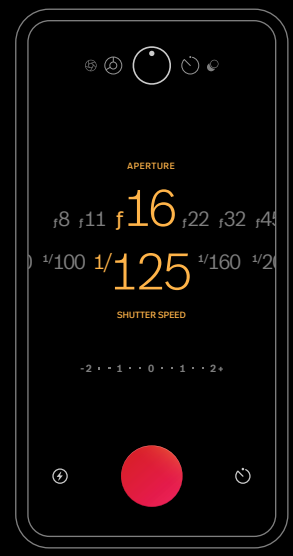 APERTURE
f8 f11 f16 f22 f32 f45
1/100 1/125 1/160
SHUTTER SPEED
-2 · · 1 · · 0 · · 1 · · 2+